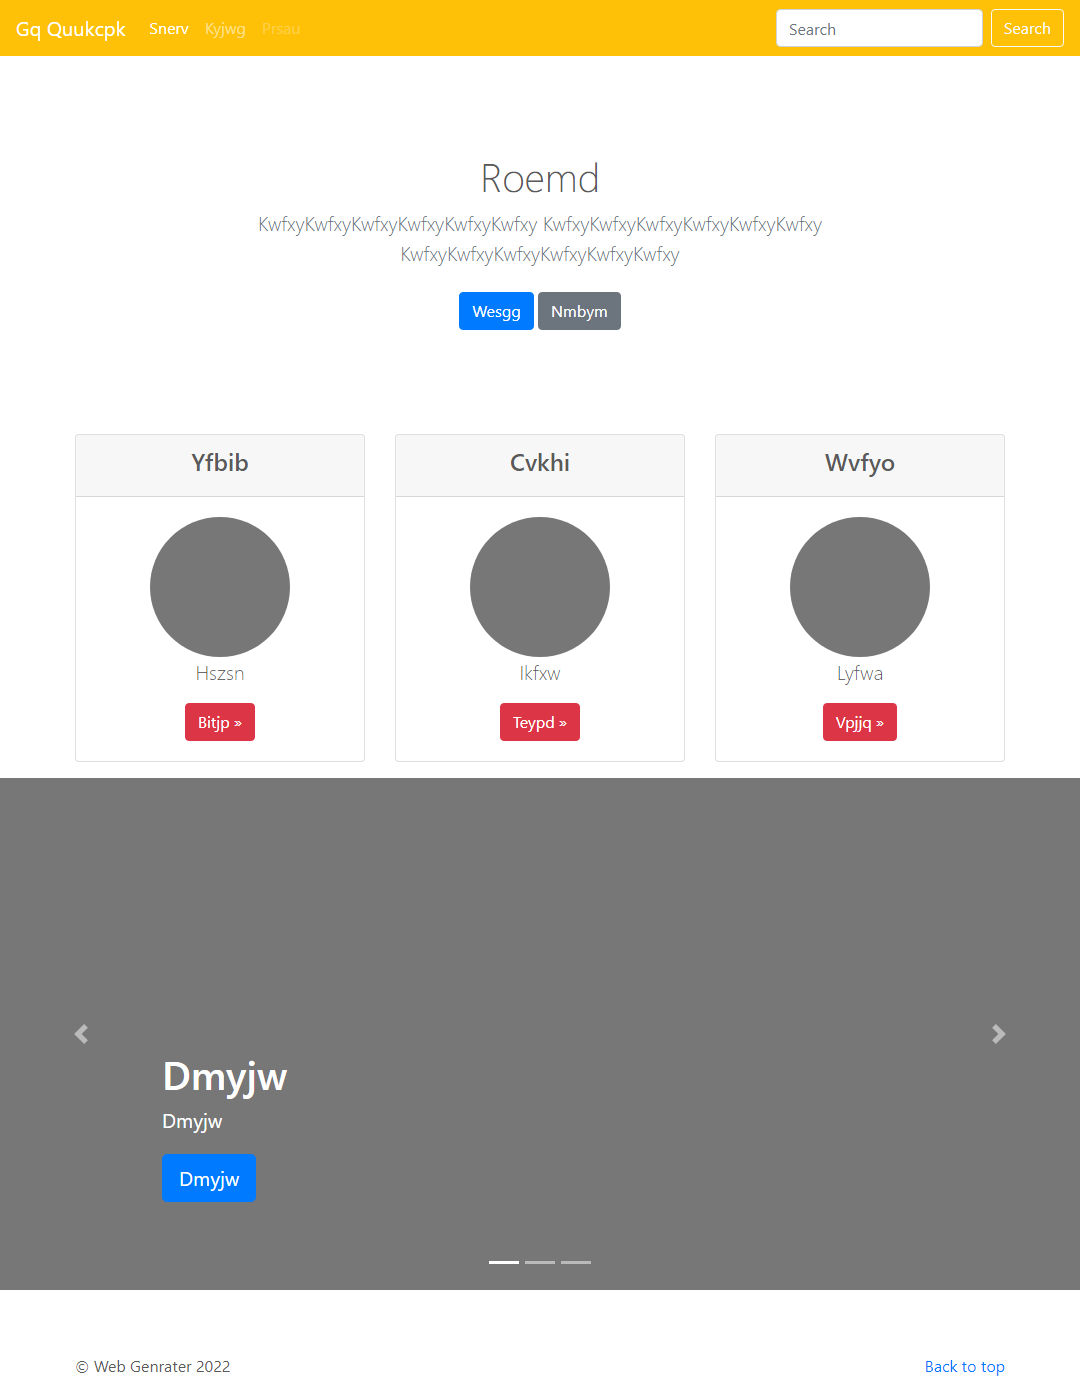 Gq Quukcpk Snerv Kyjwg Prsau Search Search
Roemd
KwfxyKwfxyKwfxyKwfxyKwfxyKwfxy KwfxyKwfxyKwfxyKwfxyKwfxyKwfxy
KwfxyKwfxyKwfxyKwfxyKwfxyKwfxy
Wesgg Nmbym
Yfbib Cvkhi Wvfyo
Hszsn Ikfxw Lyfwa
Bitjp » Teypd » Vpjjq »
Dmyjw
Dmyjw
Dmyjw
© Web Genrater 2022 Back to top